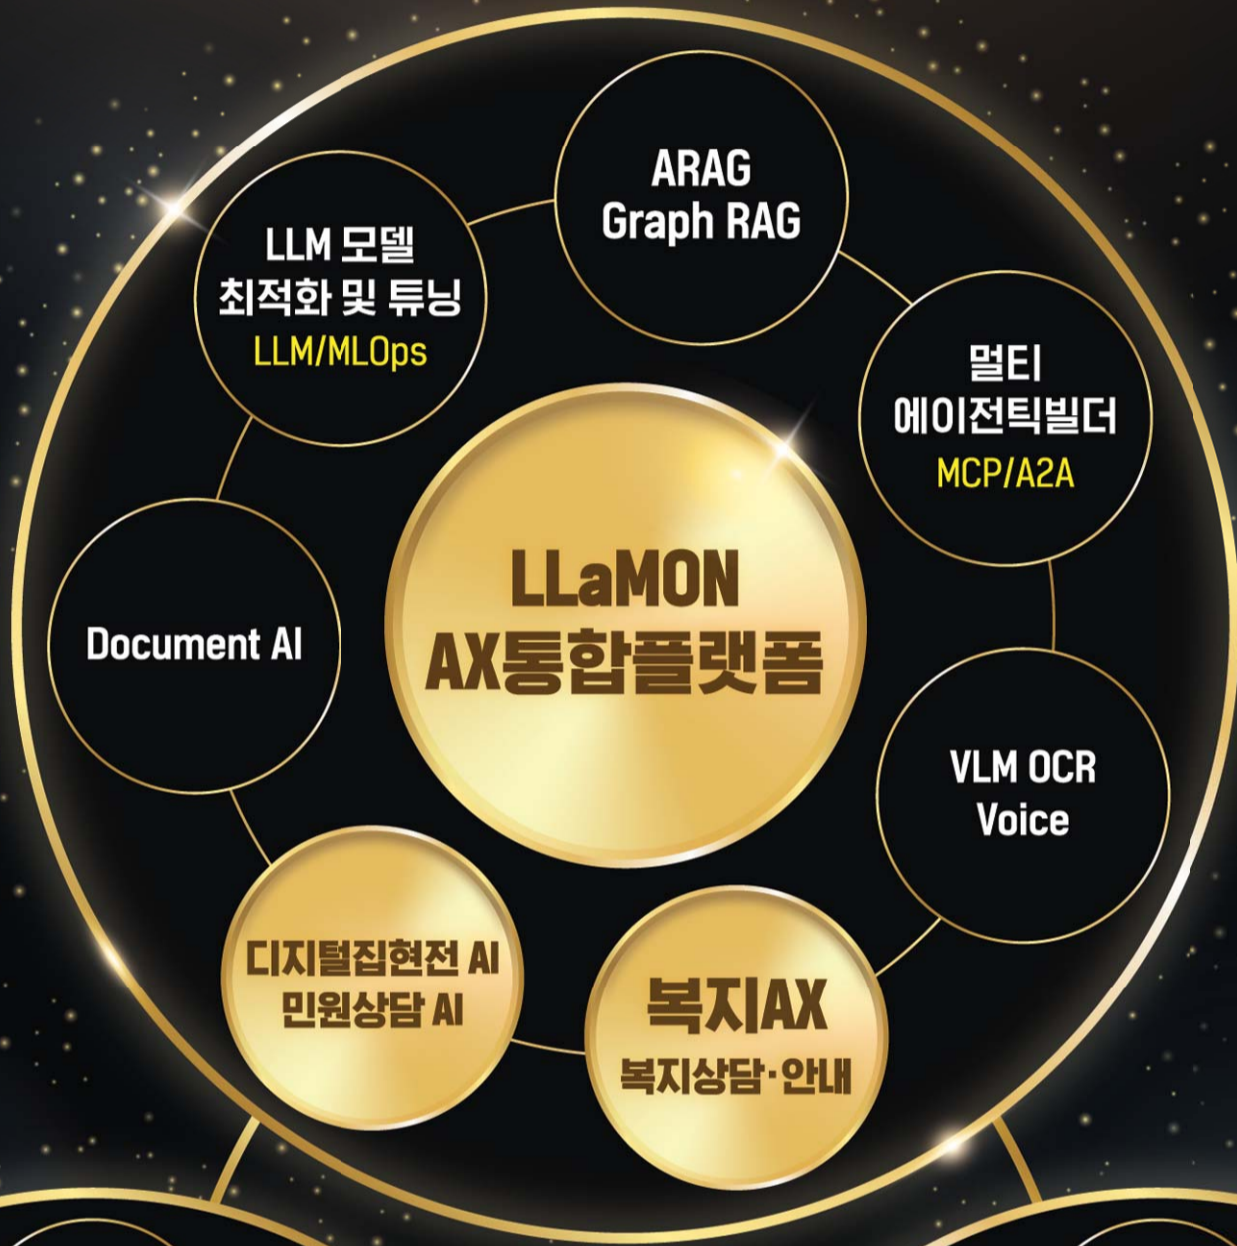 ARAG
Graph RAG
LLM 모델
최적화 및 튜닝
LLM/MLOps
멀티
에이전틱빌더
MCP/A2A
LLaMON
AX통합플랫폼
Document AI
VLM OCR
Voice
디지털집현전 AI
민원상담 AI
복지AX
복지상담·안내